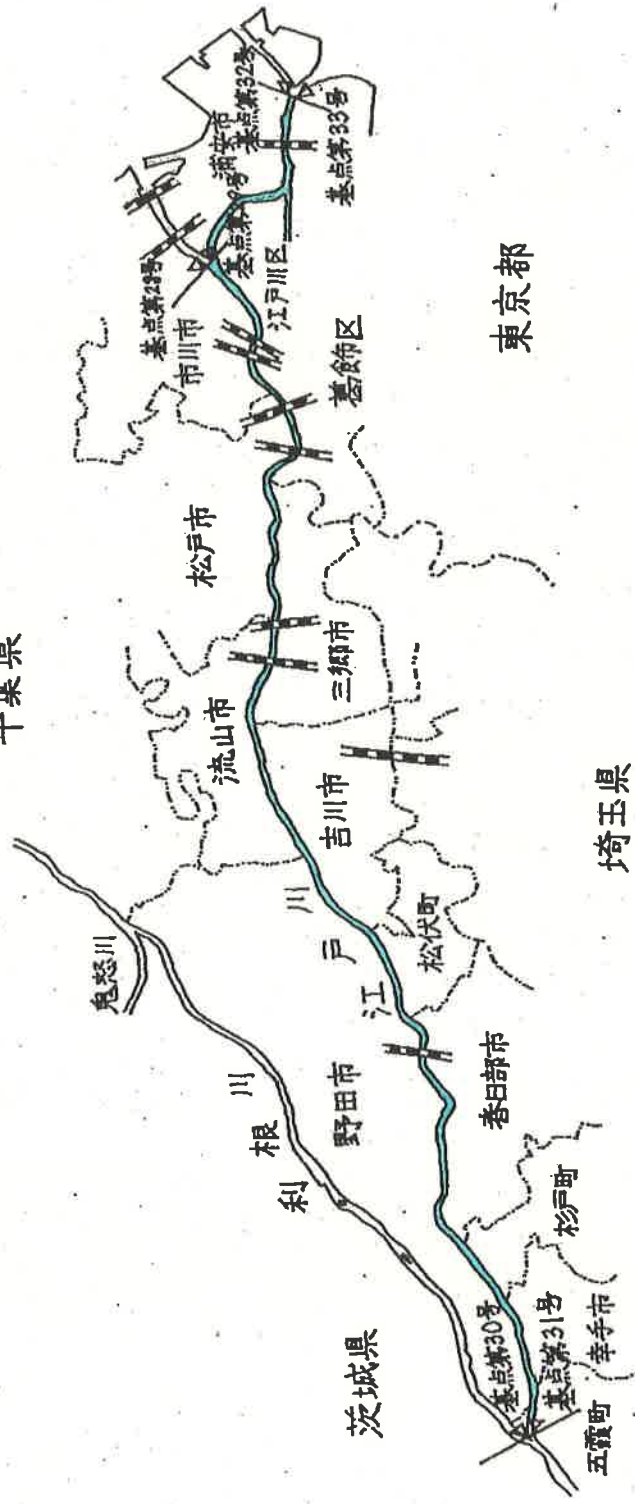 千葉県
鬼怒川
利根川
茨城県
野田市
江戸川
流山市
松戸市
市川市
基点第28号
基点第29号
浦安市
基点第32号
基点第33号
江戸川区
葛飾区
東京都
三郷市
吉川市
松伏町
埼玉県
春日部市
杉戸町
幸手市
基点第30号
基点第31号
五霞町